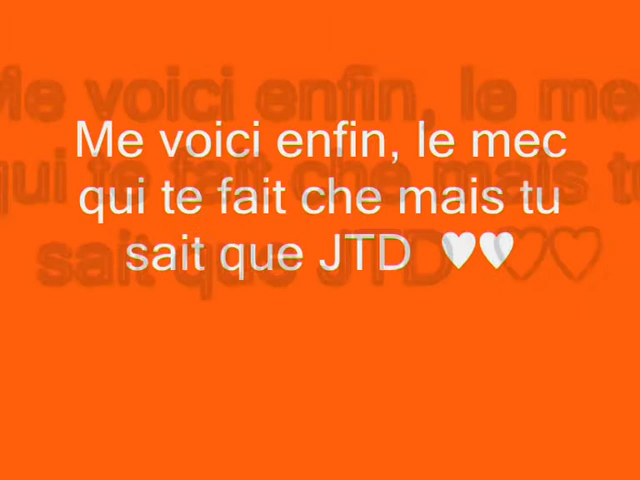 Me voici enfin, le mec
qui te fait che mais tu
sait que JTD ♥♥